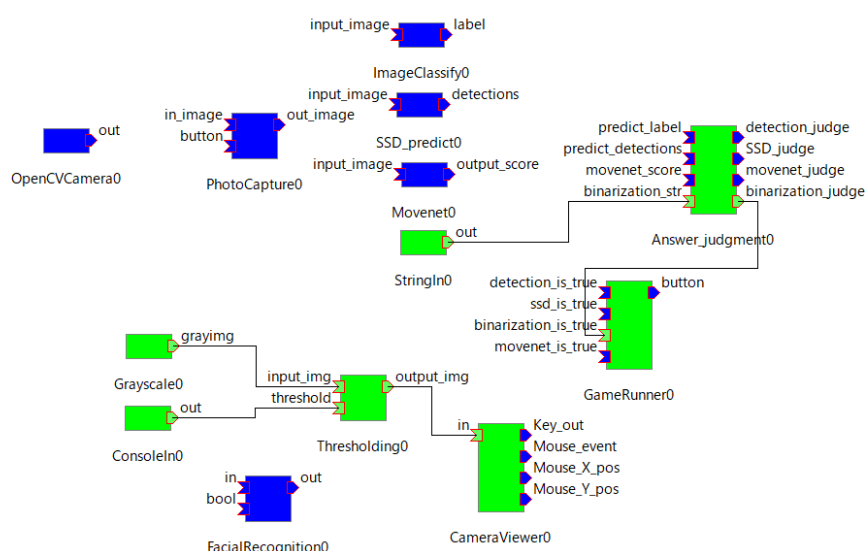 input_image
label
ImageClassify0
input_image
detections
SSD_predict0
input_image
output_score
Movenet0
out
OpenCVCamera0
in_image
button
out_image
PhotoCapture0
predict_label
predict_detections
movenet_score
binarization_str
detection_judge
SSD_judge
movenet_judge
binarization_judge
Answer_judgment0
out
StringIn0
detection_is_true
ssd_is_true
binarization_is_true
movenet_is_true
button
GameRunner0
grayimg
Grayscale0
out
ConsoleIn0
input_img
threshold
output_img
Thresholding0
in
Key_out
Mouse_event
Mouse_X_pos
Mouse_Y_pos
CameraViewer0
in
bool
out
FacialRecognition0